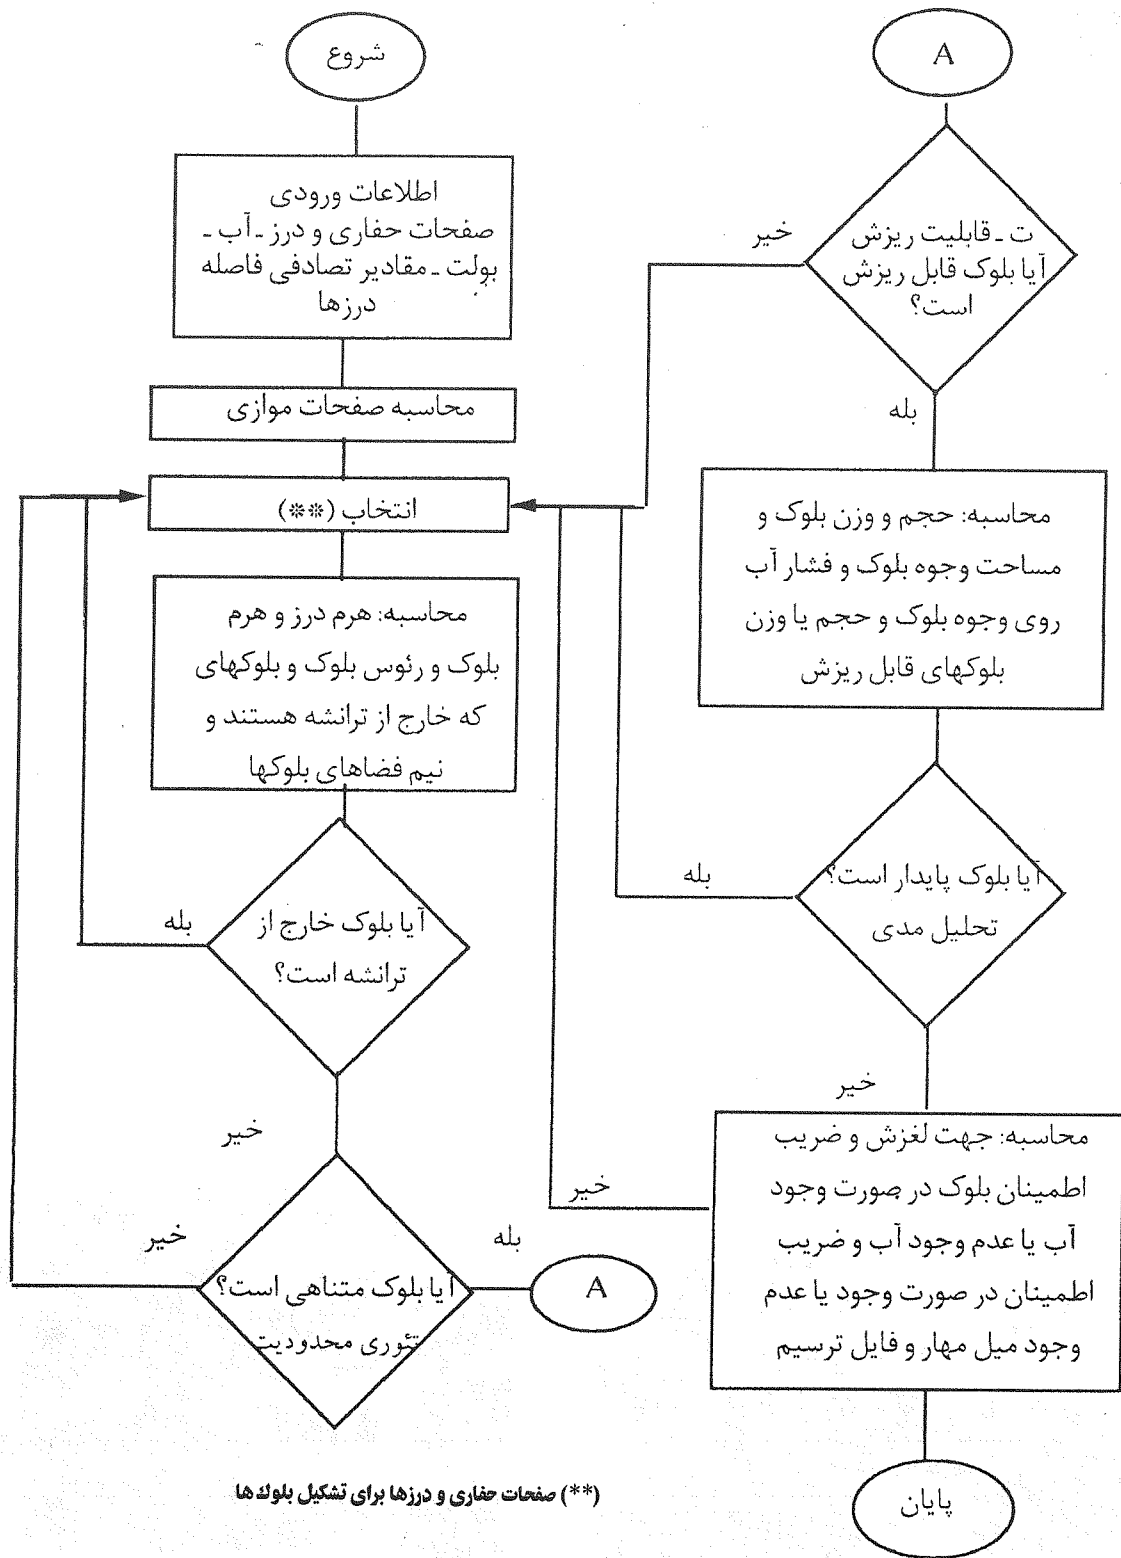 شروع
اطلاعات ورودی
صفحات حفاری و درز ـ آب ـ
بولت ـ مقادیر تصادفی فاصله
درزها
محاسبه صفحات موازی
انتخاب (**)
محاسبه: هرم درز و هرم
بلوک و رئوس بلوک و بلوکهای
که خارج از ترانشه هستند و
نیم فضاهای بلوکها
آیا بلوک خارج از
ترانشه است؟
بله
خیر
آیا بلوک متناهی است؟
تئوری محدودیت
خیر
بله
A
A
ت ـ قابلیت ریزش
آیا بلوک قابل ریزش
است؟
خیر
بله
محاسبه: حجم و وزن بلوک و
مساحت وجوه بلوک و فشار آب
روی وجوه بلوک و حجم یا وزن
بلوکهای قابل ریزش
آیا بلوک پایدار است؟
تحلیل مدی
بله
خیر
محاسبه: جهت لغزش و ضریب
اطمینان بلوک در صورت وجود
آب یا عدم وجود آب و ضریب
اطمینان در صورت وجود یا عدم
وجود میل مهار و فایل ترسیم
خیر
پایان
(**) صفحات حفاری و درزها برای تشکیل بلوک‌ها